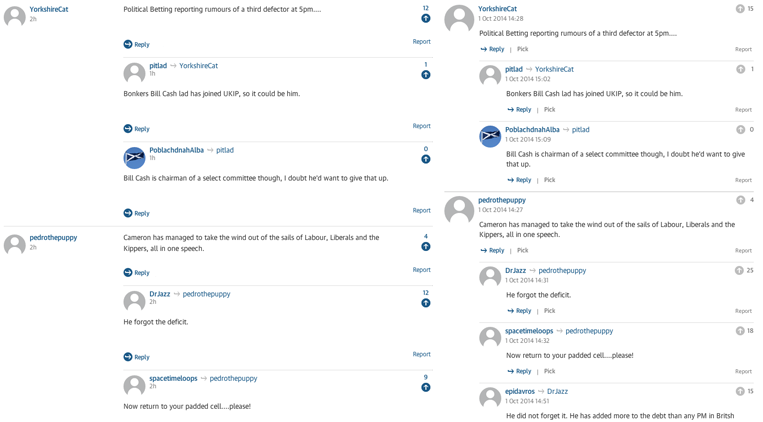 YorkshireCat
2h
Political Betting reporting rumours of a third defector at 5pm....
12
Reply
Report
pitlad → YorkshireCat
1h
1
Bonkers Bill Cash lad has joined UKIP, so it could be him.
Reply
Report
PoblachdnahAlba → pitlad
1h
0
Bill Cash is chairman of a select committee though, I doubt he'd want to give that up.
Reply
Report
pedrothepuppy
2h
Cameron has managed to take the wind out of the sails of Labour, Liberals and the
Kippers, all in one speech.
4
Reply
Report
DrJazz → pedrothepuppy
2h
12
He forgot the deficit.
Reply
Report
spacetimeloops → pedrothepuppy
2h
9
Now return to your padded cell....please!
YorkshireCat
15
1 Oct 2014 14:28
Political Betting reporting rumours of a third defector at 5pm....
Reply | Pick
Report
pitlad → YorkshireCat
1
1 Oct 2014 15:02
Bonkers Bill Cash lad has joined UKIP, so it could be him.
Reply | Pick
Report
PoblachdnahAlba → pitlad
0
1 Oct 2014 15:09
Bill Cash is chairman of a select committee though, I doubt he'd want to give
that up.
Reply | Pick
Report
pedrothepuppy
4
1 Oct 2014 14:27
Cameron has managed to take the wind out of the sails of Labour, Liberals and the
Kippers, all in one speech.
Reply | Pick
Report
DrJazz → pedrothepuppy
25
1 Oct 2014 14:31
He forgot the deficit.
Reply | Pick
Report
spacetimeloops → pedrothepuppy
18
1 Oct 2014 14:32
Now return to your padded cell....please!
Reply | Pick
Report
epidavros → DrJazz
15
1 Oct 2014 14:51
He did not forget it. He has added more to the debt than any PM in Britsh